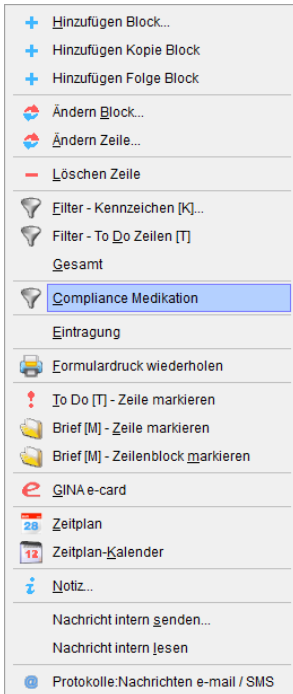 Hinzufügen Block...
Hinzufügen Kopie Block
Hinzufügen Folge Block
Ändern Block...
Ändern Zeile...
Löschen Zeile
Filter - Kennzeichen [K]...
Filter - To Do Zeilen [T]
Gesamt
Compliance Medikation
Eintragung
Formulardruck wiederholen
To Do [T] - Zeile markieren
Brief [M] - Zeile markieren
Brief [M] - Zeilenblock markieren
GINA e-card
28 Zeitplan
12 Zeitplan-Kalender
Notiz...
Nachricht intern senden...
Nachricht intern lesen
@ Protokolle:Nachrichten e-mail / SMS